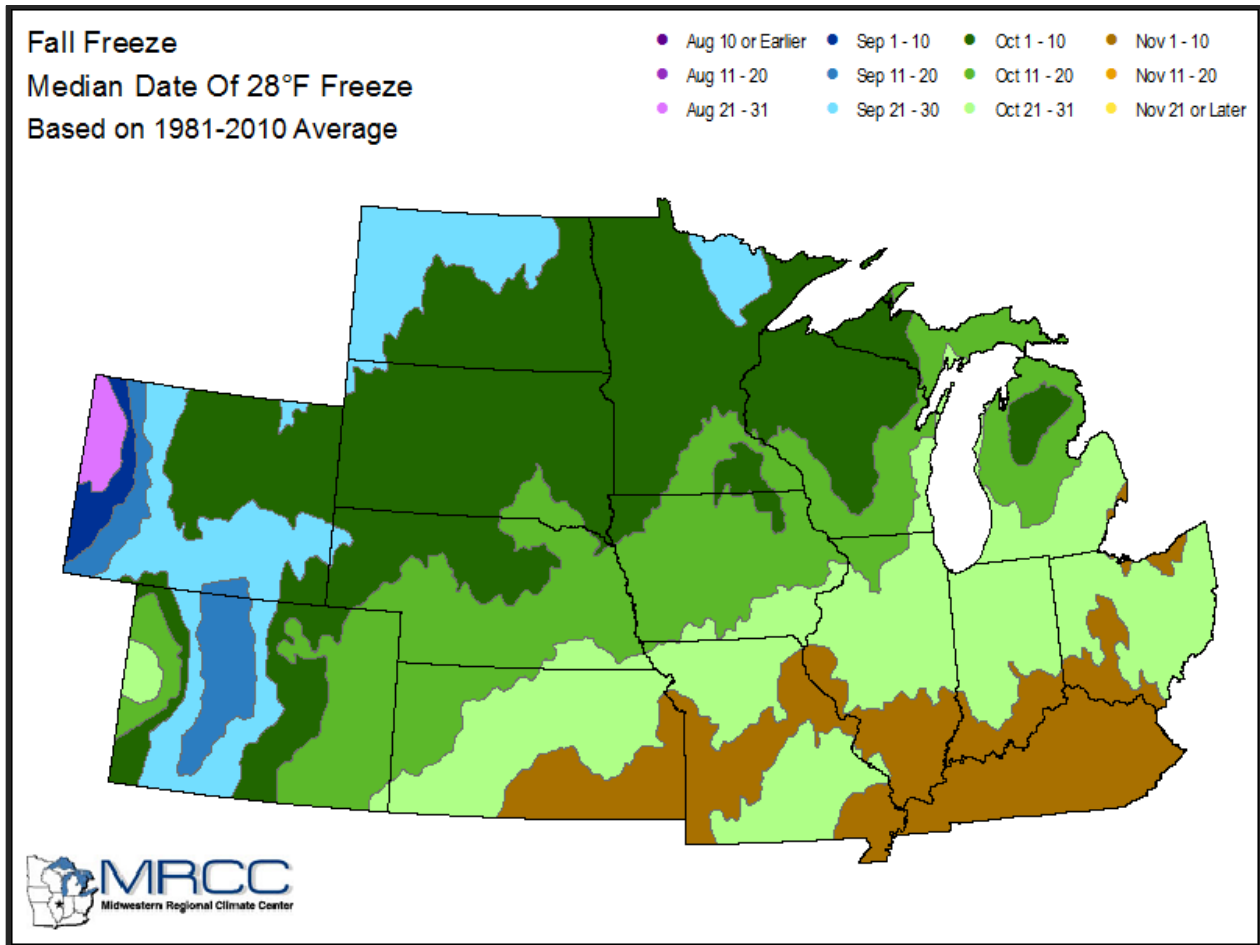 Fall Freeze
Median Date Of 28°F Freeze
Based on 1981-2010 Average
Aug 10 or Earlier
Aug 11 - 20
Aug 21 - 31
Sep 1 - 10
Sep 11 - 20
Sep 21 - 30
Oct 1 - 10
Oct 11 - 20
Oct 21 - 31
Nov 1 - 10
Nov 11 - 20
Nov 21 or Later
MRCC
Midwestern Regional Climate Center